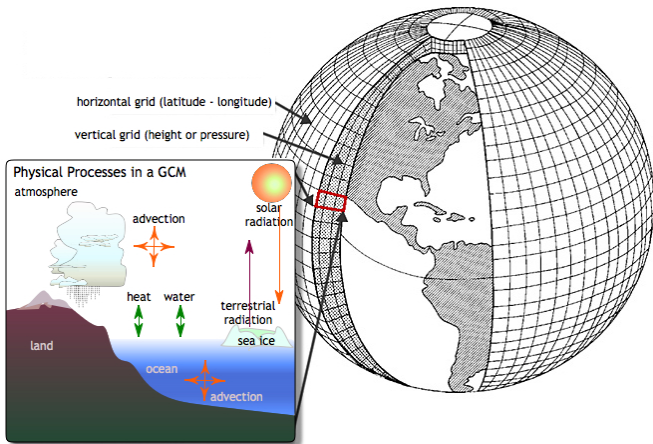 horizontal grid (latitude - longitude)
vertical grid (height or pressure)
Physical Processes in a GCM
atmosphere
solar
radiation
advection
heat
water
terrestrial
radiation
sea ice
land
ocean
advection